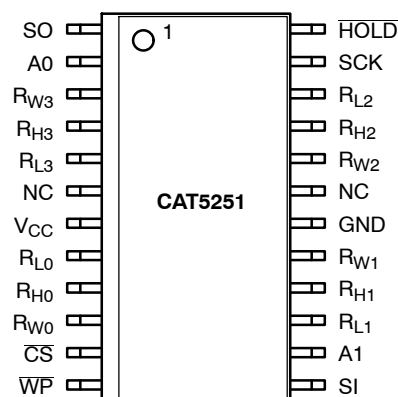 SO 1 HOLD
A0 SCK
RW3 RL2
RH3 RH2
RL3 RW2
NC CAT5251 NC
VCC GND
RL0 RW1
RH0 RH1
RW0 RL1
CS A1
WP SI